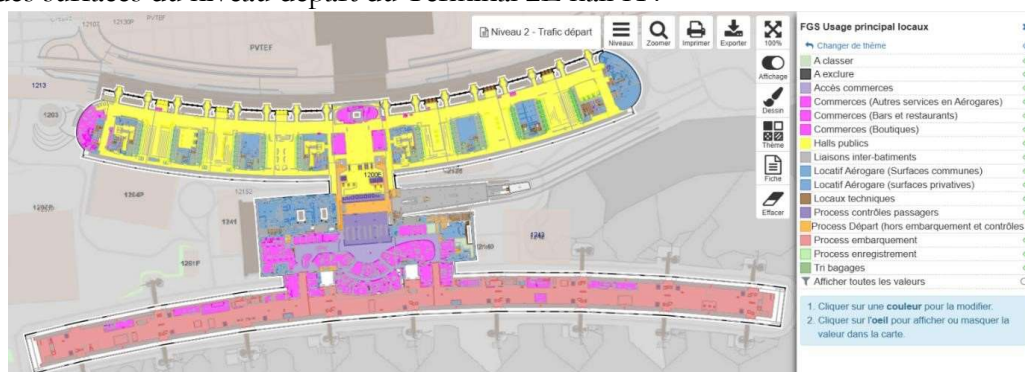 des surfaces du niveau départ du Terminal 2E hall K :
PVTEF
Niveau 2 - Trafic départ
Niveaux
Zoomer
Imprimer
Exporter
100%
Affichage
Dessin
Thème
Fiche
Effacer
1213
1203
1200F
1241
1242
FGS Usage principal locaux
Changer de thème
A classer
A exclure
Accès commerces
Commerces (Autres services en Aérogares)
Commerces (Bars et restaurants)
Commerces (Boutiques)
Halls publics
Liaisons inter-batiments
Locatif Aérogare (Surfaces communes)
Locatif Aérogare (surfaces privatives)
Locaux techniques
Process contrôles passagers
Process Départ (hors embarquement et contrôles
Process embarquement
Process enregistrement
Tri bagages
Afficher toutes les valeurs
1. Cliquer sur une couleur pour la modifier.
2. Cliquer sur l'oeil pour afficher ou masquer la
valeur dans la carte.